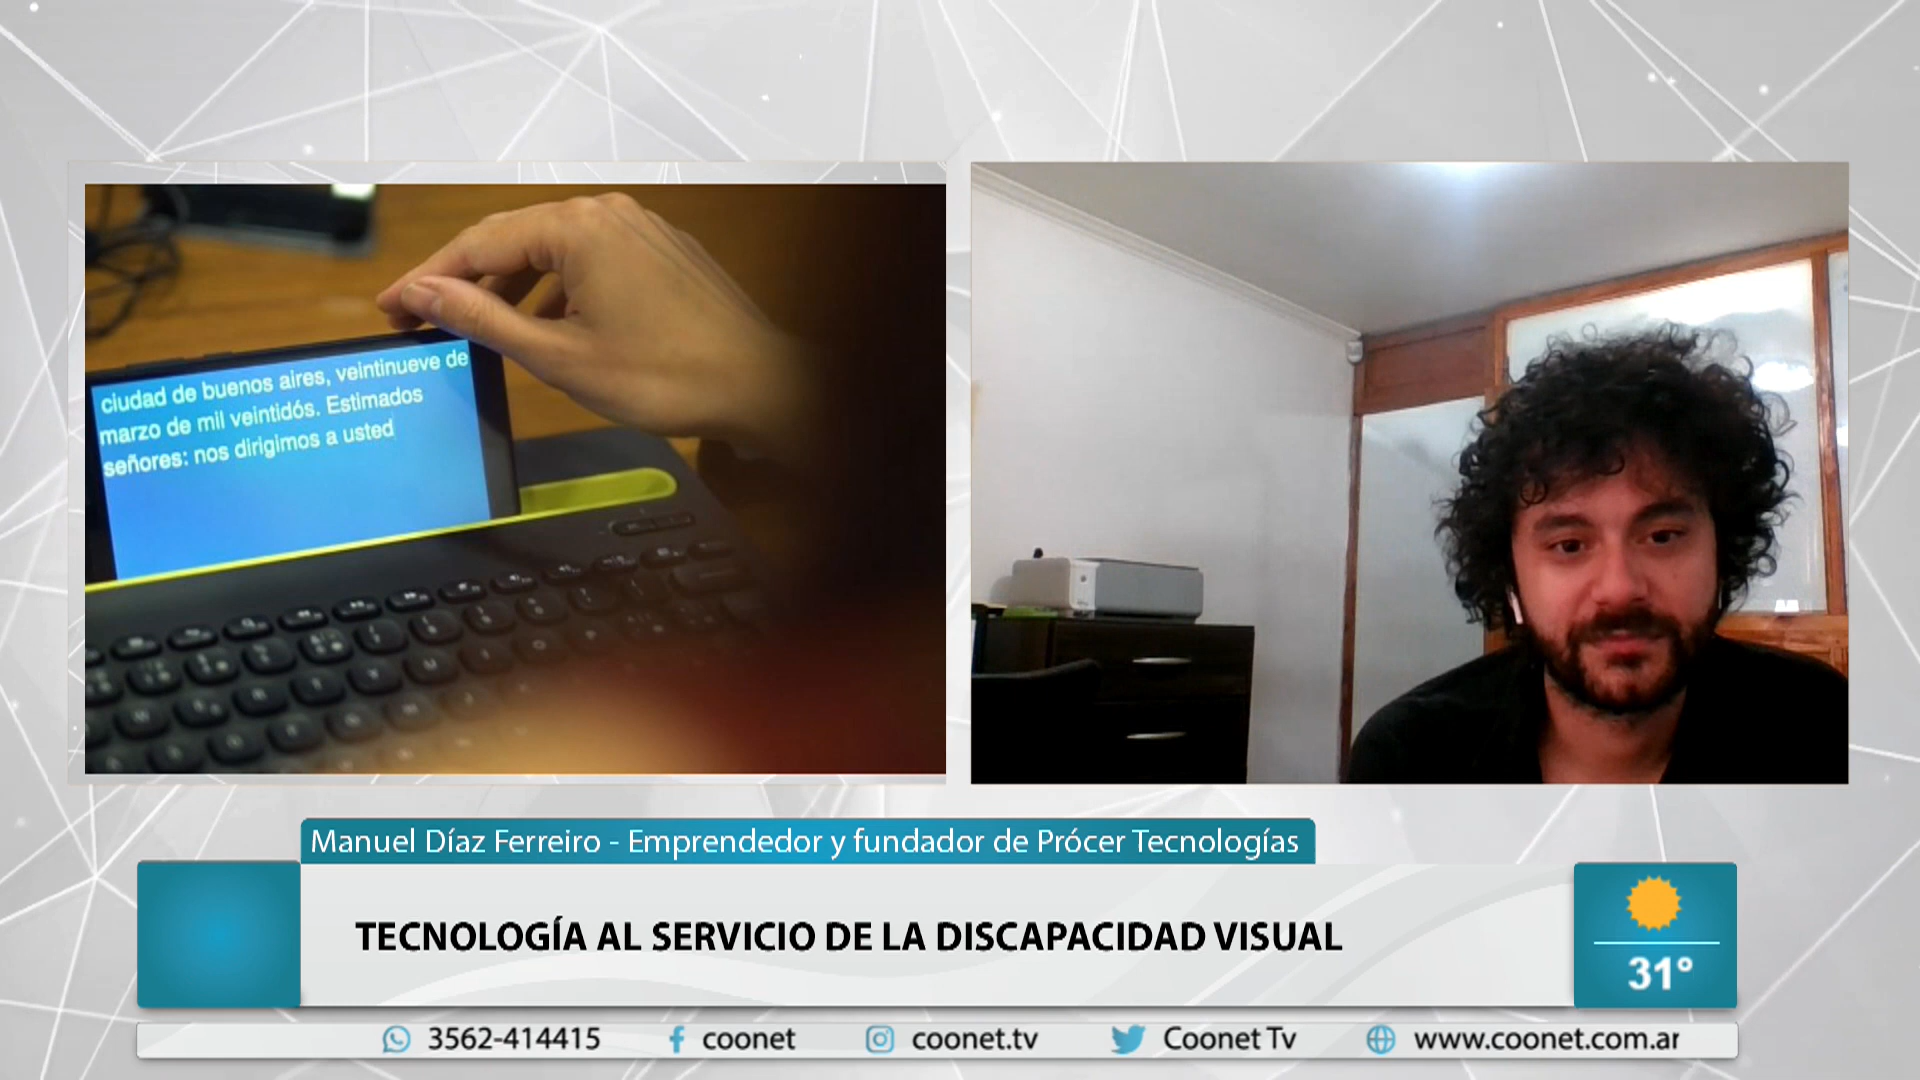 ciudad de buenos aires, veintinueve de
marzo de mil veintidós. Estimados
señores: nos dirigimos a usted
Manuel Díaz Ferreiro - Emprendedor y fundador de Prócer Tecnologías
TECNOLOGÍA AL SERVICIO DE LA DISCAPACIDAD VISUAL
31°
3562-414415 coonet coonet.tv Coonet Tv www.coonet.com.ar